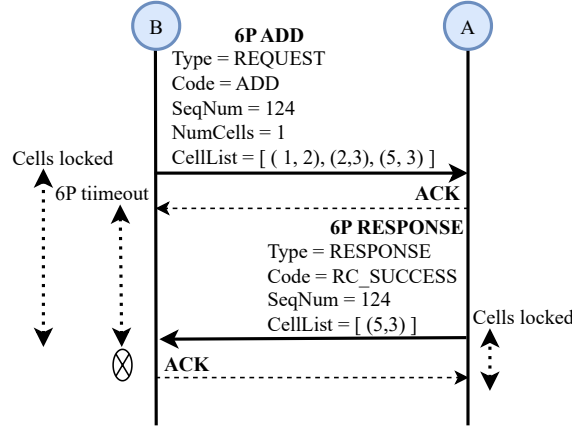 B
A
6P ADD
Type = REQUEST
Code = ADD
SeqNum = 124
NumCells = 1
CellList = [ ( 1, 2), (2,3), (5, 3) ]
Cells locked
6P tiimeout
ACK
6P RESPONSE
Type = RESPONSE
Code = RC_SUCCESS
SeqNum = 124
CellList = [ (5,3) ]
Cells locked
ACK